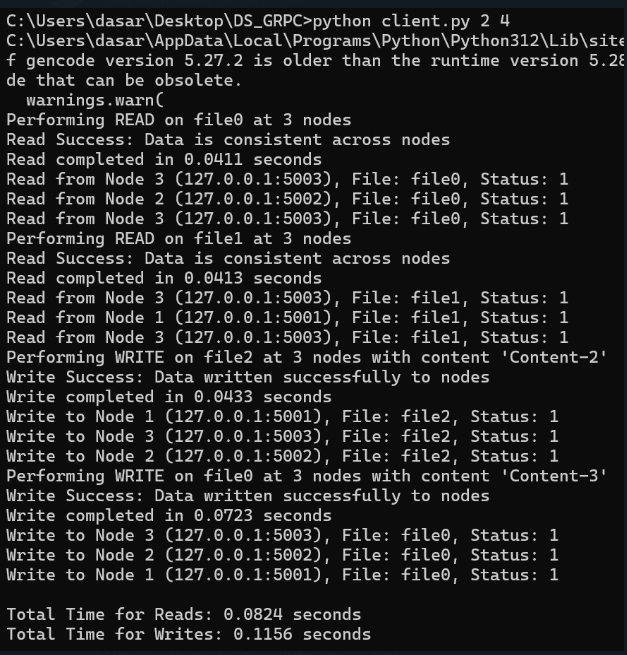 C:\Users\dasar\Desktop\DS_GRPC>python client.py 2 4
C:\Users\dasar\AppData\Local\Programs\Python\Python312\Lib\site
f gencode version 5.27.2 is older than the runtime version 5.28
de that can be obsolete.
  warnings.warn(
Performing READ on file0 at 3 nodes
Read Success: Data is consistent across nodes
Read completed in 0.0411 seconds
Read from Node 3 (127.0.0.1:5003), File: file0, Status: 1
Read from Node 2 (127.0.0.1:5002), File: file0, Status: 1
Read from Node 3 (127.0.0.1:5003), File: file0, Status: 1
Performing READ on file1 at 3 nodes
Read Success: Data is consistent across nodes
Read completed in 0.0413 seconds
Read from Node 3 (127.0.0.1:5003), File: file1, Status: 1
Read from Node 1 (127.0.0.1:5001), File: file1, Status: 1
Read from Node 3 (127.0.0.1:5003), File: file1, Status: 1
Performing WRITE on file2 at 3 nodes with content 'Content-2'
Write Success: Data written successfully to nodes
Write completed in 0.0433 seconds
Write to Node 1 (127.0.0.1:5001), File: file2, Status: 1
Write to Node 3 (127.0.0.1:5003), File: file2, Status: 1
Write to Node 2 (127.0.0.1:5002), File: file2, Status: 1
Performing WRITE on file0 at 3 nodes with content 'Content-3'
Write Success: Data written successfully to nodes
Write completed in 0.0723 seconds
Write to Node 3 (127.0.0.1:5003), File: file0, Status: 1
Write to Node 2 (127.0.0.1:5002), File: file0, Status: 1
Write to Node 1 (127.0.0.1:5001), File: file0, Status: 1

Total Time for Reads: 0.0824 seconds
Total Time for Writes: 0.1156 seconds